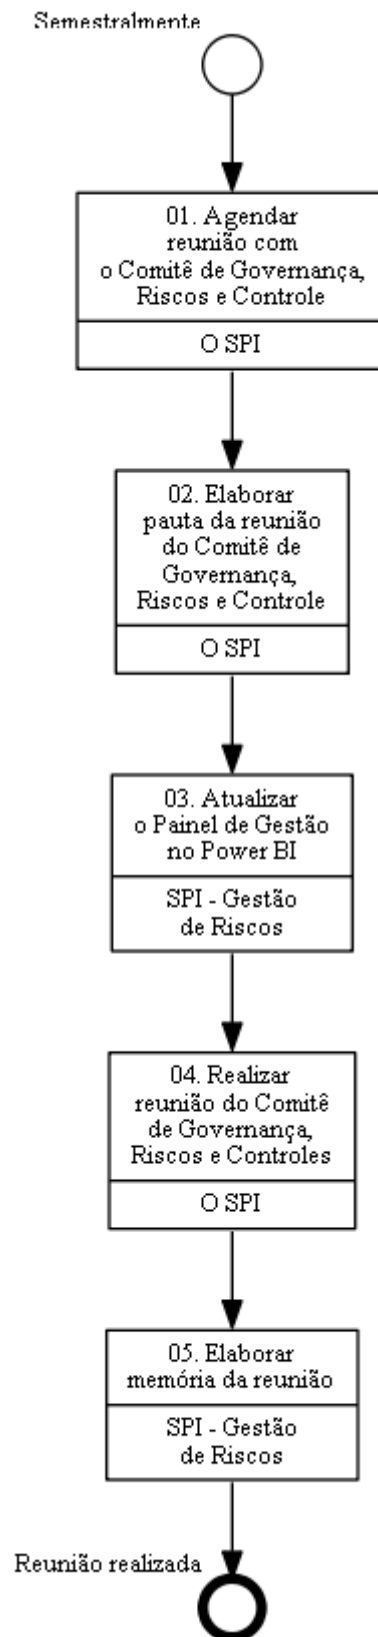 Semestralmente
01. Agendar
reunião com
o Comitê de Governança,
Riscos e Controle
O SPI
02. Elaborar
pauta da reunião
do Comitê de
Governança,
Riscos e Controle
O SPI
03. Atualizar
o Painel de Gestão
no Power BI
SPI - Gestão
de Riscos
04. Realizar
reunião do Comitê
de Governança,
Riscos e Controles
O SPI
05. Elaborar
memória da reunião
SPI - Gestão
de Riscos
Reunião realizada